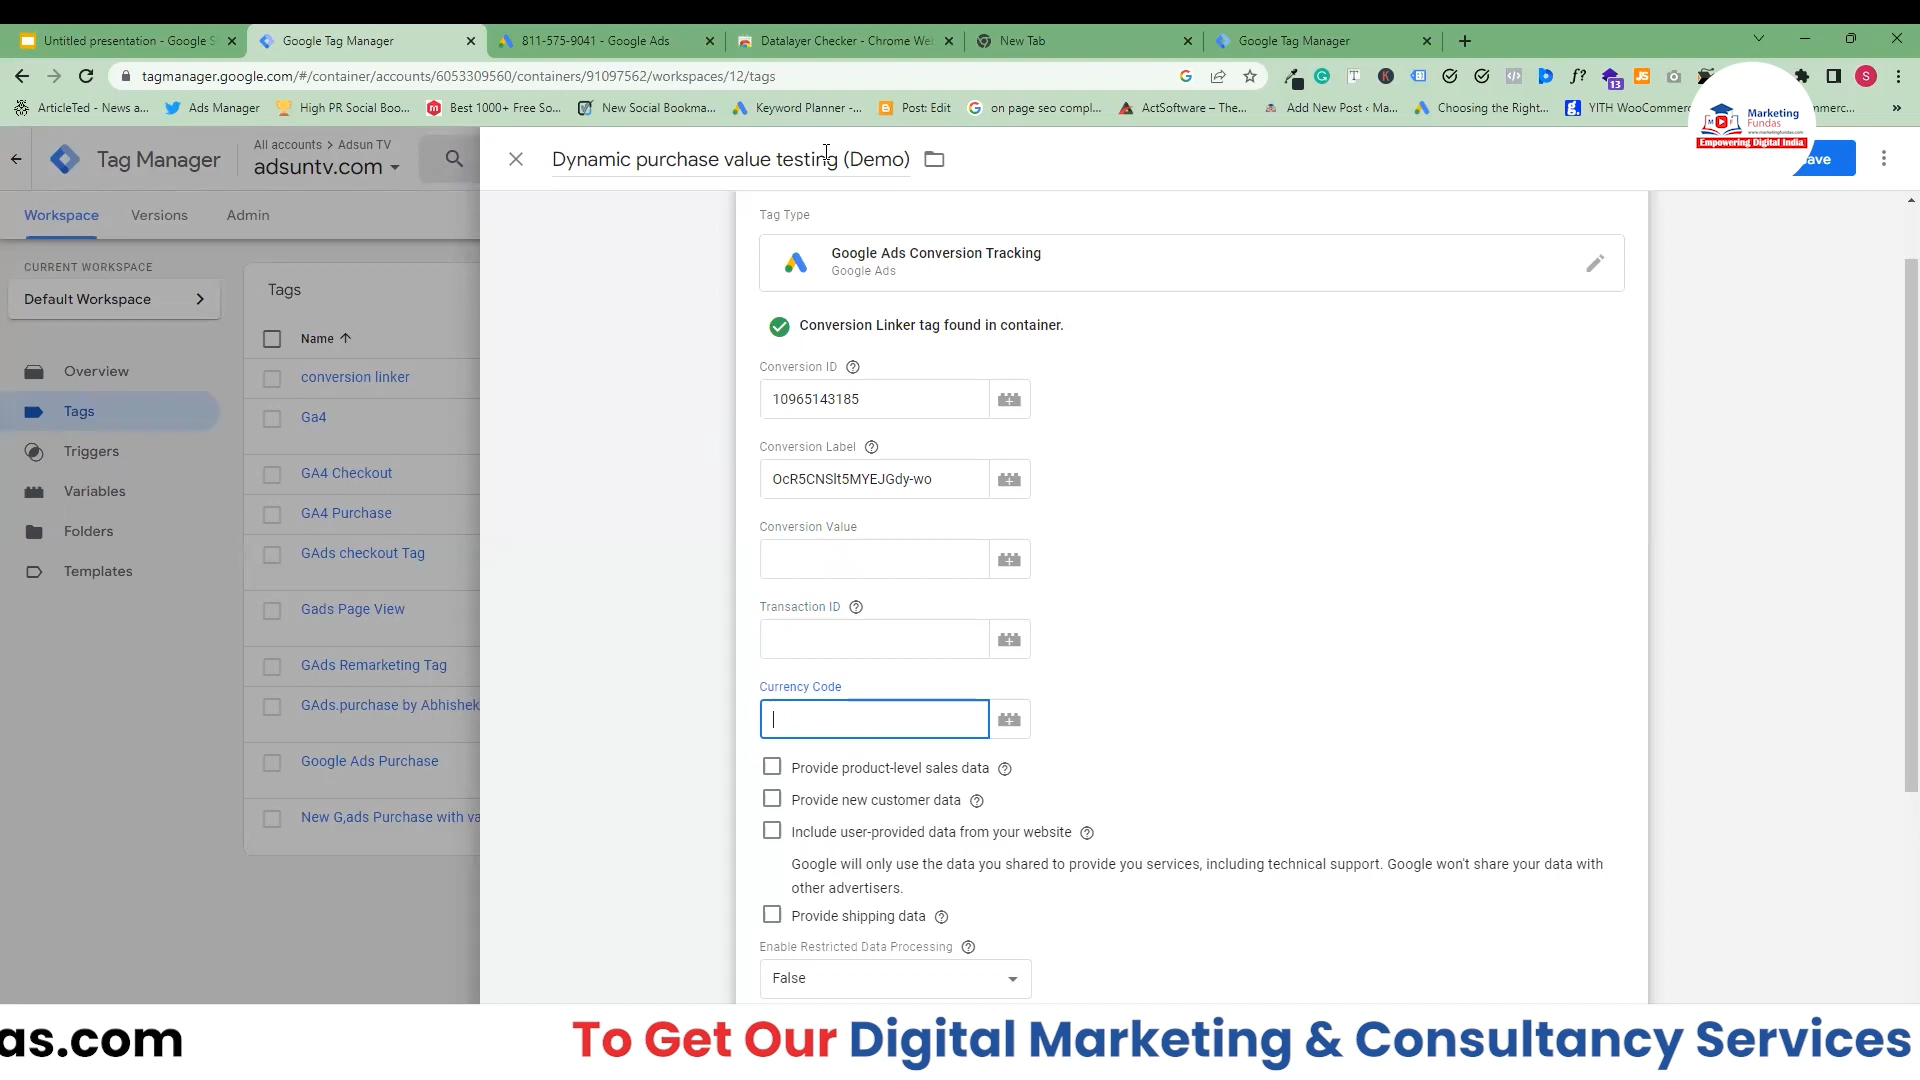 Untitled presentation - Google S
Google Tag Manager
811-575-9041 - Google Ads
Datalayer Checker - Chrome We
New Tab
Google Tag Manager
tagmanager.google.com/#/container/accounts/6053309560/containers/91097562/workspaces/12/tags
ArticleTed - News a...
Ads Manager
High PR Social Boo...
Best 1000+ Free So...
New Social Bookma...
Keyword Planner -...
Post: Edit
on page seo compl...
ActSoftware – The...
Add New Post ‹ Ma...
Choosing the Right...
YITH WooCommerc
mmerc...
Marketing
Fundas
www.marketingfundas.com
Empowering Digital India
Tag Manager
All accounts > Adsun TV
adsuntv.com
Dynamic purchase value testing (Demo)
ave
Workspace
Versions
Admin
CURRENT WORKSPACE
Default Workspace
Overview
Tags
Triggers
Variables
Folders
Templates
Tags
Name
conversion linker
Ga4
GA4 Checkout
GA4 Purchase
GAds checkout Tag
Gads Page View
GAds Remarketing Tag
GAds.purchase by Abhishek
Google Ads Purchase
New G,ads Purchase with va
Tag Type
Google Ads Conversion Tracking
Google Ads
Conversion Linker tag found in container.
Conversion ID
10965143185
Conversion Label
OcR5CNSlt5MYEJGdy-wo
Conversion Value
Transaction ID
Currency Code
Provide product-level sales data
Provide new customer data
Include user-provided data from your website
Google will only use the data you shared to provide you services, including technical support. Google won't share your data with
other advertisers.
Provide shipping data
Enable Restricted Data Processing
False
as.com
To Get Our Digital Marketing & Consultancy Services